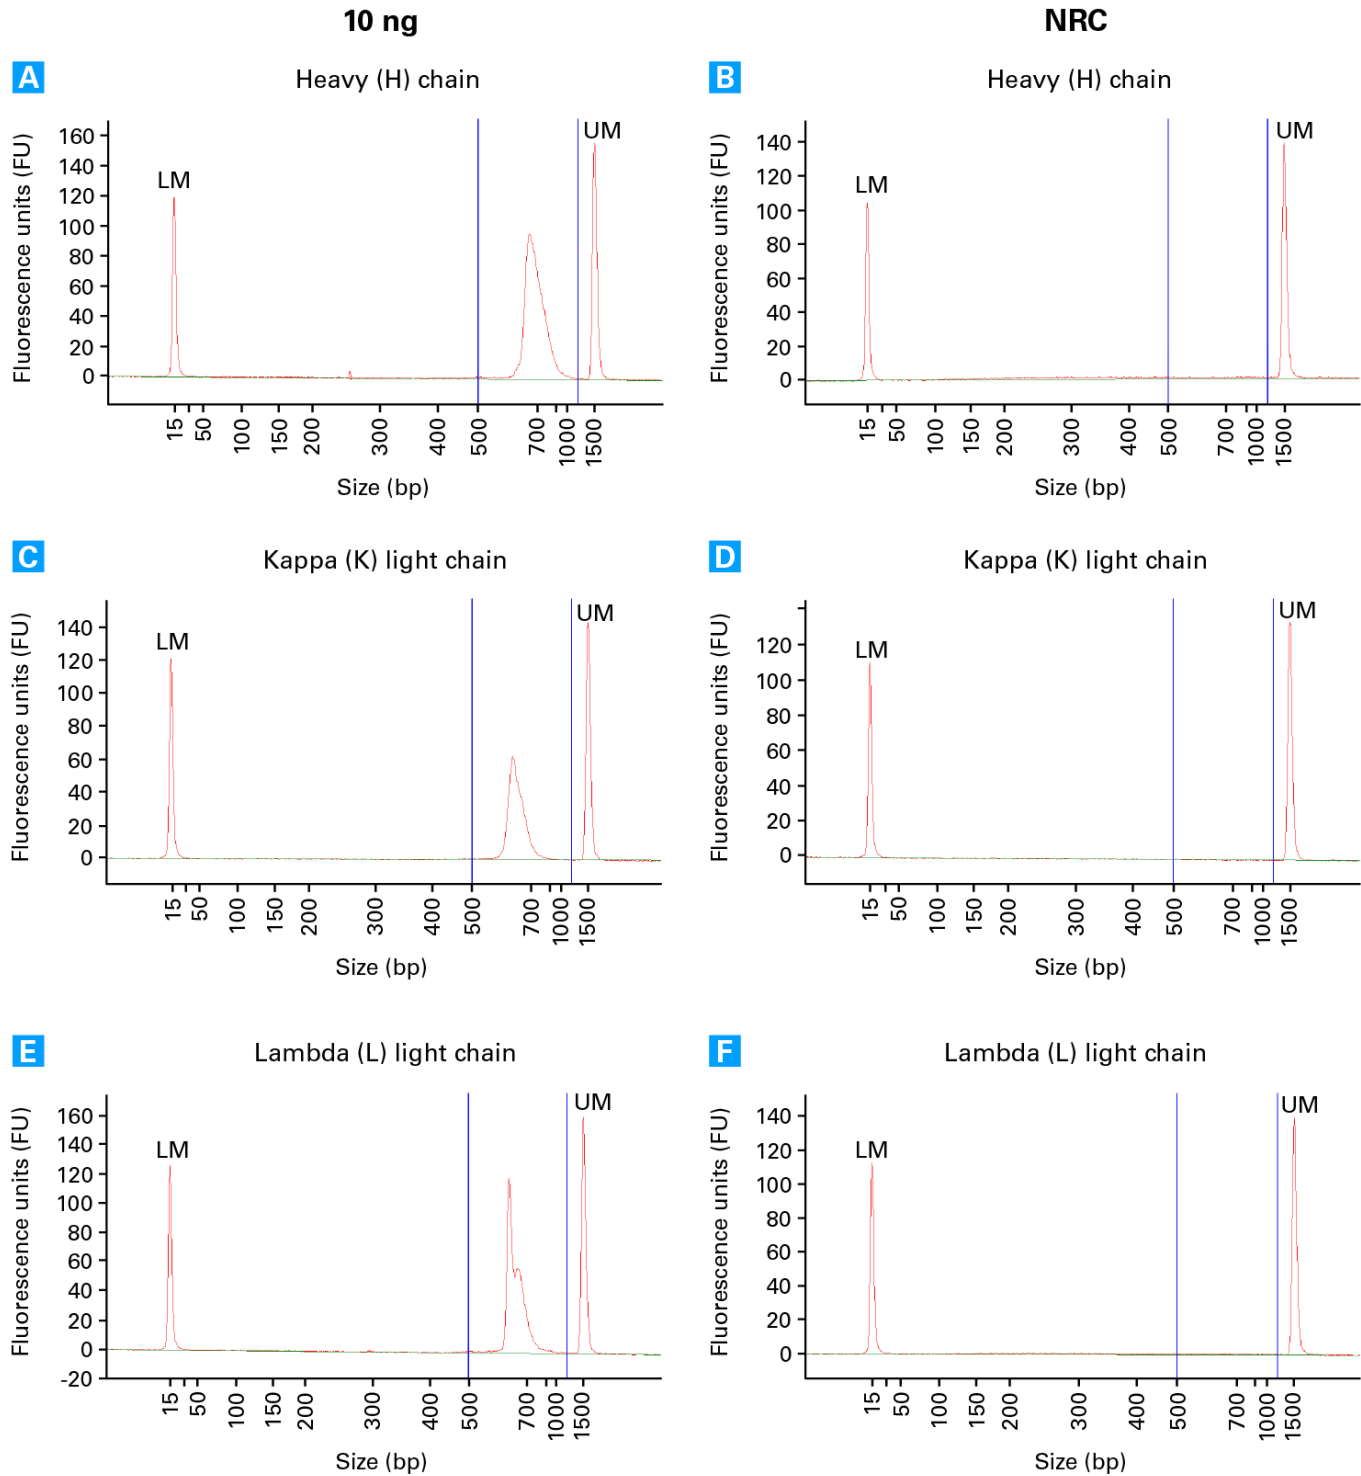 10 ng
NRC
A
Heavy (H) chain
Fluorescence units (FU)
160
140
120
100
80
60
40
20
0
LM
UM
15 50 100 150 200 300 400 500 700 1000 1500
Size (bp)
B
Heavy (H) chain
Fluorescence units (FU)
140
120
100
80
60
40
20
0
LM
UM
15 50 100 150 200 300 400 500 700 1000 1500
Size (bp)
C
Kappa (K) light chain
Fluorescence units (FU)
140
120
100
80
60
40
20
0
LM
UM
15 50 100 150 200 300 400 500 700 1000 1500
Size (bp)
D
Kappa (K) light chain
Fluorescence units (FU)
120
100
80
60
40
20
0
LM
UM
15 50 100 150 200 300 400 500 700 1000 1500
Size (bp)
E
Lambda (L) light chain
Fluorescence units (FU)
160
140
120
100
80
60
40
20
0
-20
LM
UM
15 50 100 150 200 300 400 500 700 1000 1500
Size (bp)
F
Lambda (L) light chain
Fluorescence units (FU)
140
120
100
80
60
40
20
0
LM
UM
15 50 100 150 200 300 400 500 700 1000 1500
Size (bp)